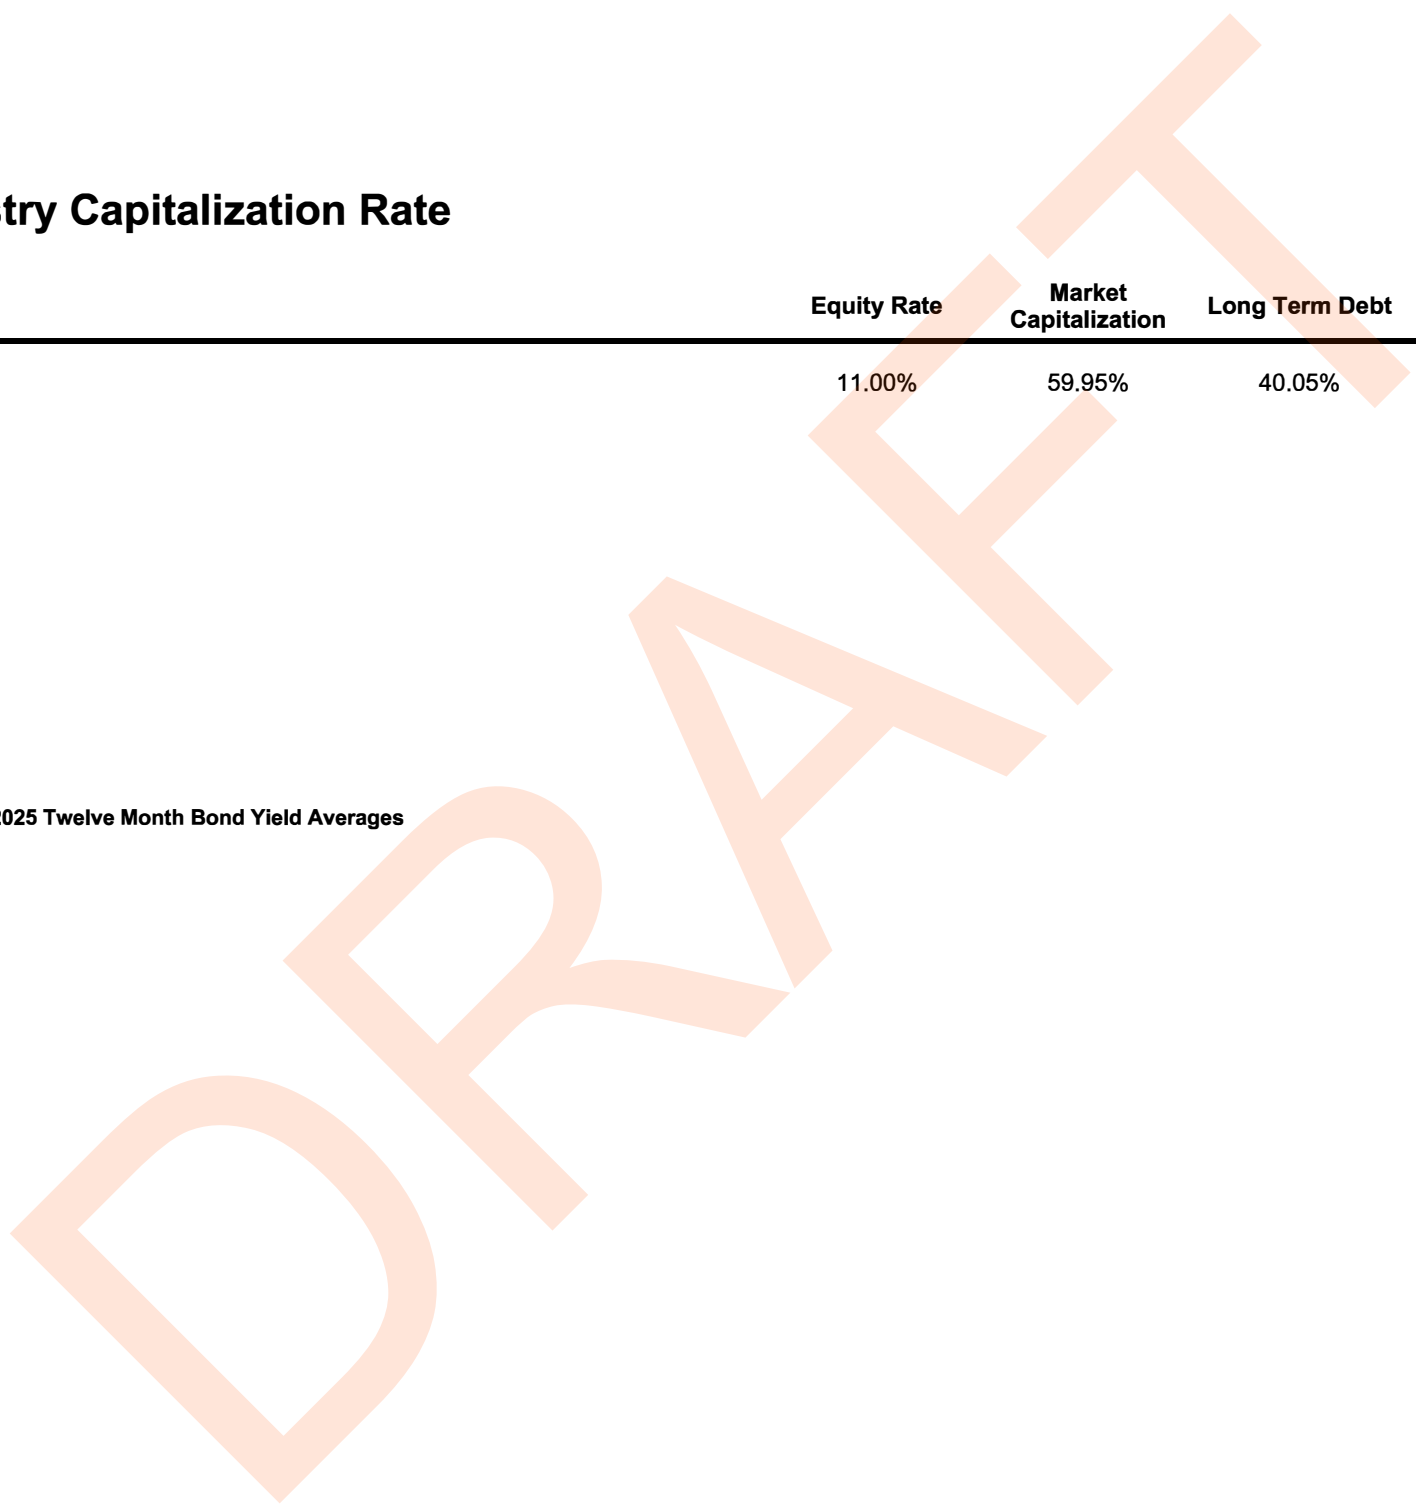 stry Capitalization Rate
Equity Rate Market Capitalization Long Term Debt
11.00% 59.95% 40.05%
2025 Twelve Month Bond Yield Averages
DRAFT